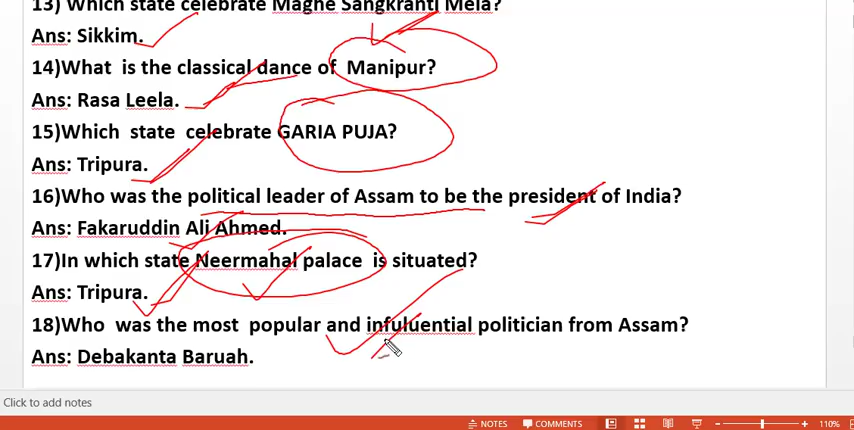 13) Which state celebrate Maghe Sangkranti Mela?
Ans: Sikkim.
14)What is the classical dance of Manipur?
Ans: Rasa Leela.
15)Which state celebrate GARIA PUJA?
Ans: Tripura.
16)Who was the political leader of Assam to be the president of India?
Ans: Fakaruddin Ali Ahmed.
17)In which state Neermahal palace is situated?
Ans: Tripura.
18)Who was the most popular and infuluential politician from Assam?
Ans: Debakanta Baruah.
Click to add notes
NOTES COMMENTS 110%